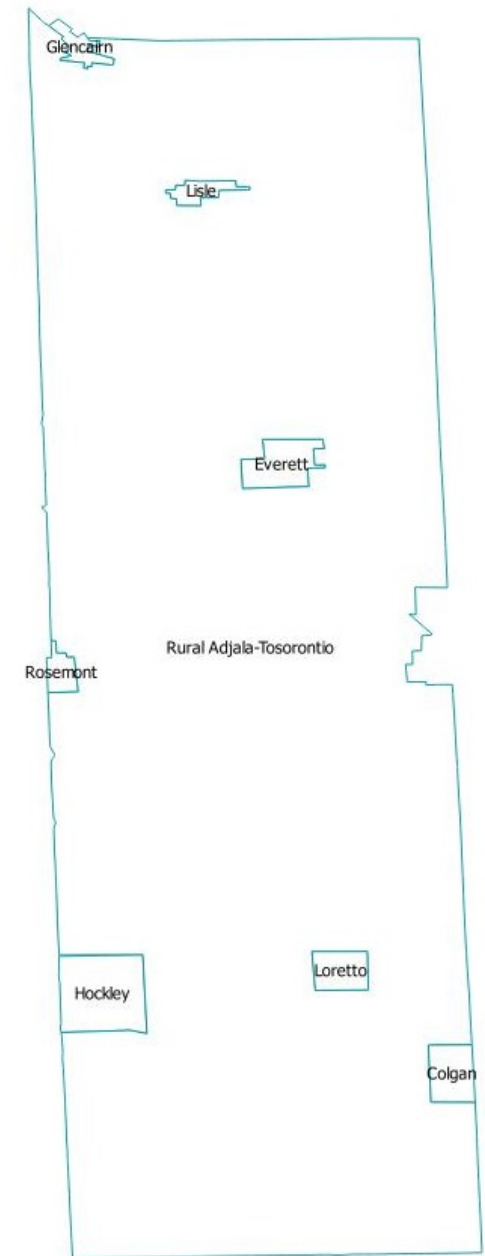 Glencairn
Lisle
Everett
Rural Adjala-Tosorontio
Rosemont
Loretto
Hockley
Colgan